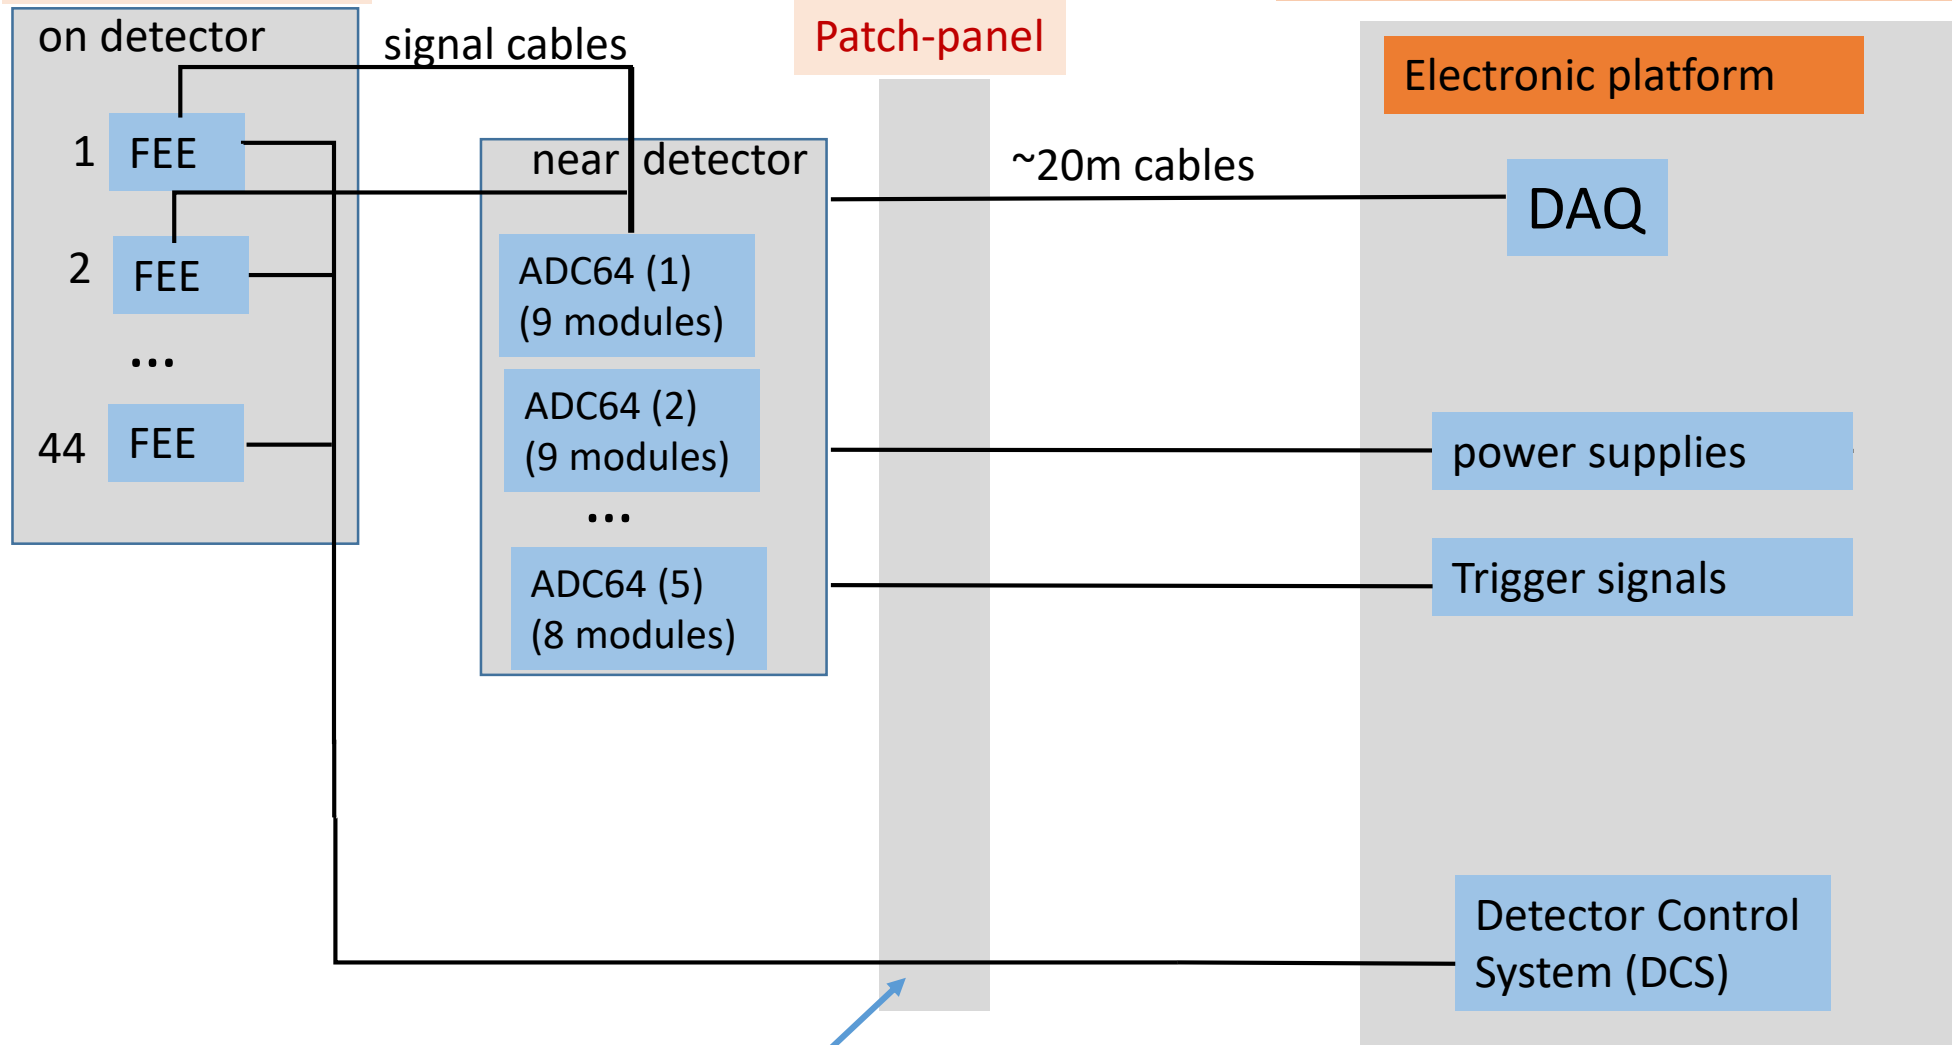 on detector
signal cables
Patch-panel
Electronic platform
1 FEE
near detector
~20m cables
DAQ
2 FEE
ADC64 (1)
(9 modules)
...
ADC64 (2)
(9 modules)
44 FEE
power supplies
...
ADC64 (5)
(8 modules)
Trigger signals
Detector Control
System (DCS)